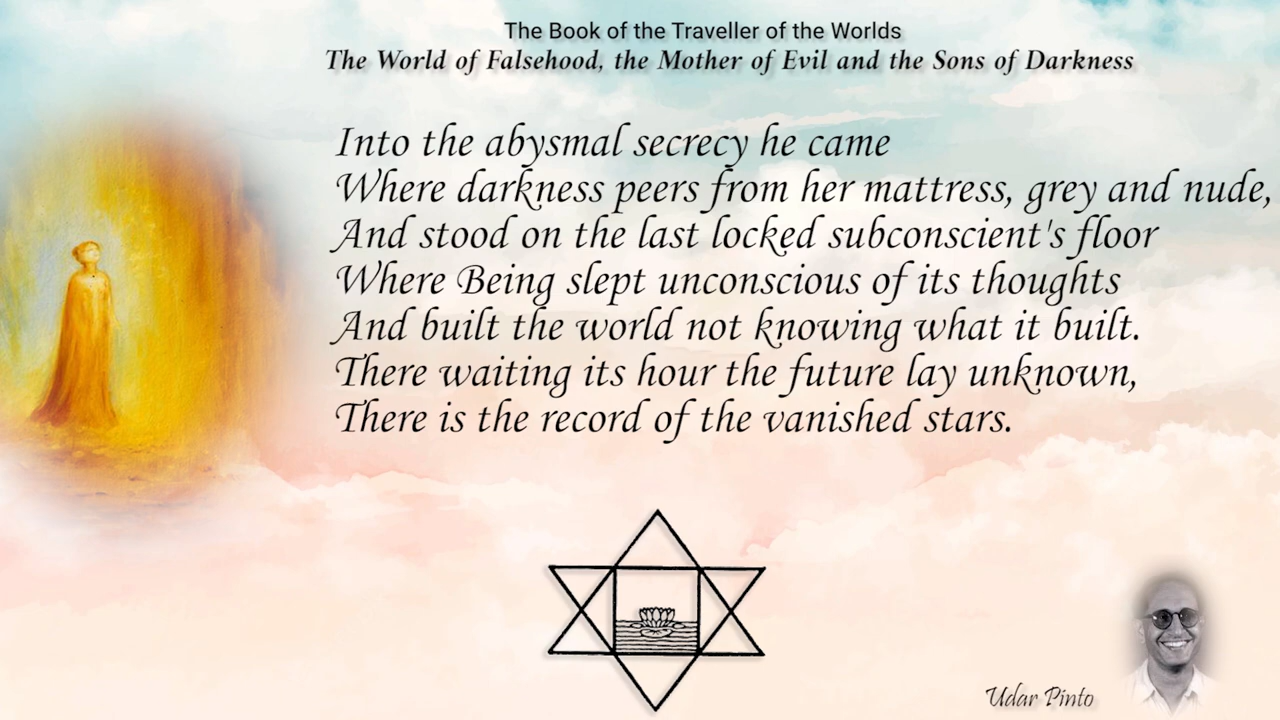 The Book of the Traveller of the Worlds
The World of Falsehood, the Mother of Evil and the Sons of Darkness
Into the abysmal secrecy he came
Where darkness peers from her mattress, grey and nude,
And stood on the last locked subconscient's floor
Where Being slept unconscious of its thoughts
And built the world not knowing what it built.
There waiting its hour the future lay unknown,
There is the record of the vanished stars.
Udar Pinto